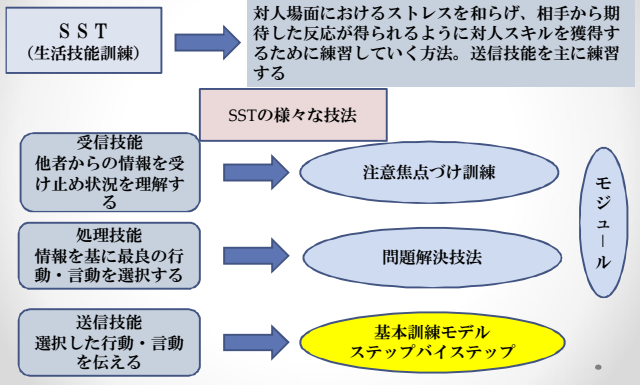 ＳＳＴ
（生活技能訓練）
対人場面におけるストレスを和らげ、相手から期
待した反応が得られるように対人スキルを獲得す
るために練習していく方法。送信技能を主に練習
する
SSTの様々な技法
受信技能
他者からの情報を受
け止め状況を理解す
る
注意焦点づけ訓練
処理技能
情報を基に最良の行
動・言動を選択する
問題解決技法
送信技能
選択した行動・言動
を伝える
基本訓練モデル
ステップバイステップ
モジュール